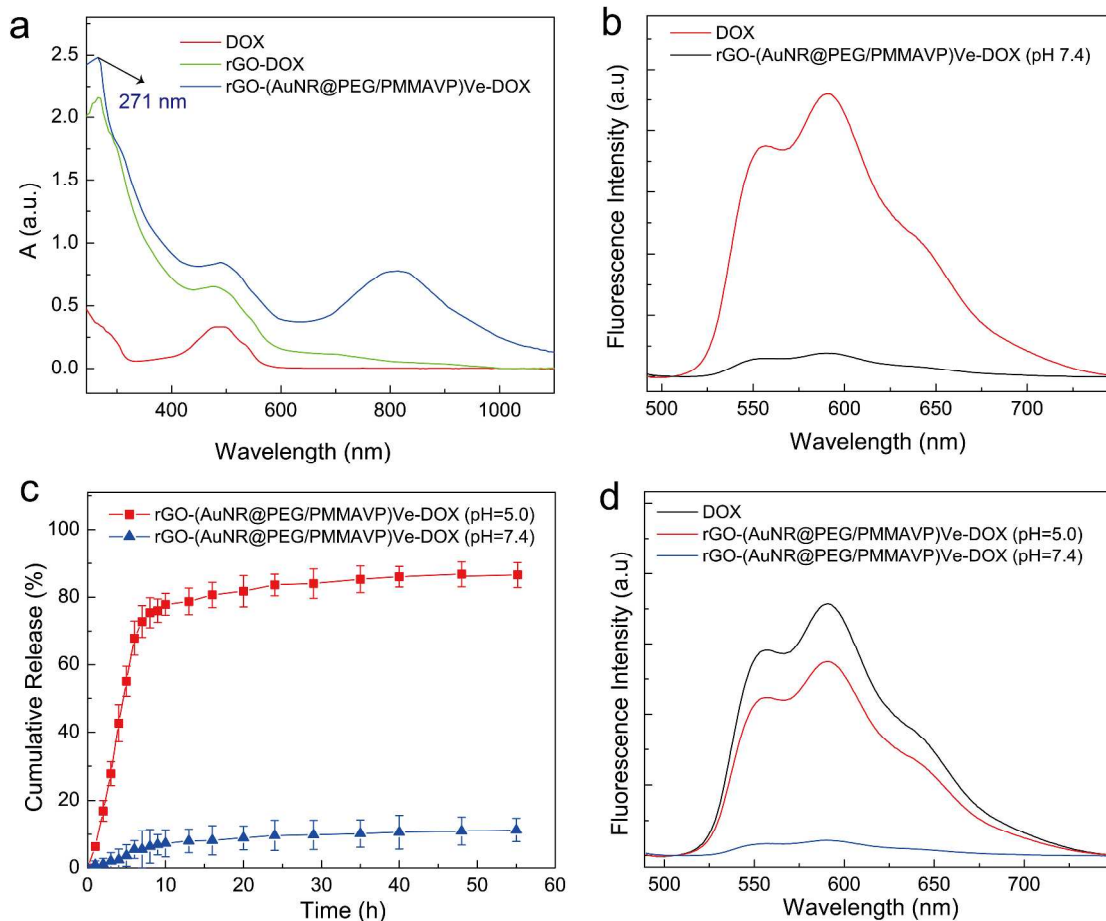 a
DOX
rGO-DOX
rGO-(AuNR@PEG/PMMAVP)Ve-DOX
271 nm
2.5
2.0
1.5
1.0
0.5
0.0
A (a.u.)
400 600 800 1000
Wavelength (nm)
b
DOX
rGO-(AuNR@PEG/PMMAVP)Ve-DOX (pH 7.4)
Fluorescence Intensity (a.u)
500 550 600 650 700
Wavelength (nm)
c
rGO-(AuNR@PEG/PMMAVP)Ve-DOX (pH=5.0)
rGO-(AuNR@PEG/PMMAVP)Ve-DOX (pH=7.4)
100
80
60
40
20
0
Cumulative Release (%)
0 10 20 30 40 50 60
Time (h)
d
DOX
rGO-(AuNR@PEG/PMMAVP)Ve-DOX (pH=5.0)
rGO-(AuNR@PEG/PMMAVP)Ve-DOX (pH=7.4)
Fluorescence Intensity (a.u)
500 550 600 650 700
Wavelength (nm)